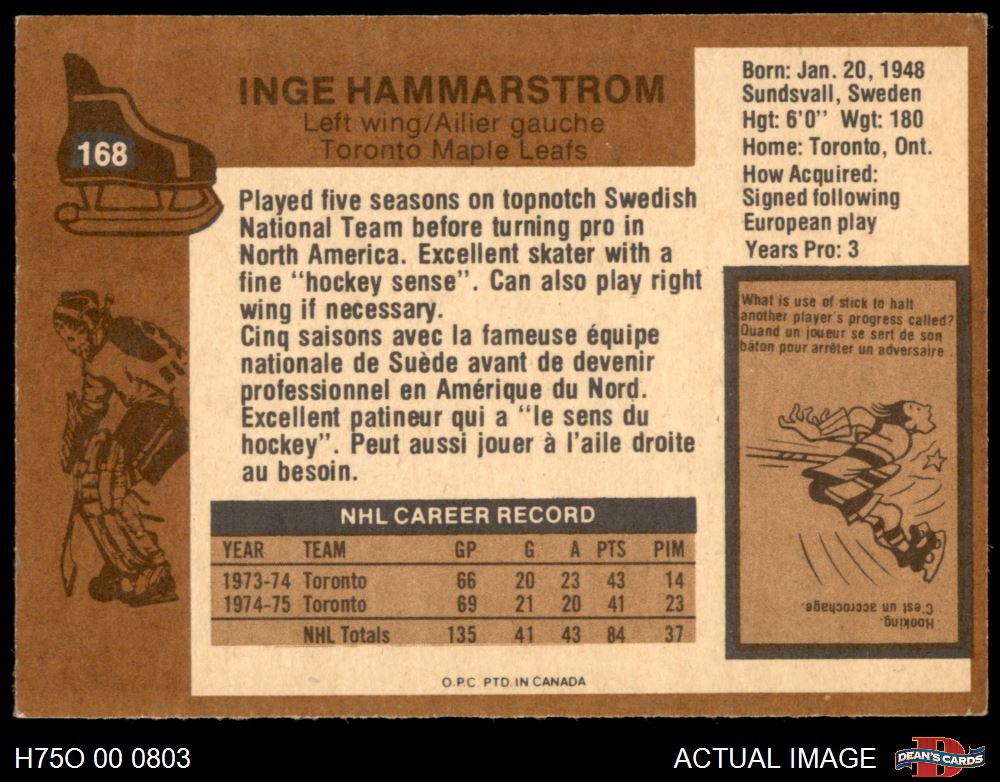 168
INGE HAMMARSTROM
Left wing/Ailier gauche
Toronto Maple Leafs
Born: Jan. 20, 1948
Sundsvall, Sweden
Hgt: 6'0" Wgt: 180
Home: Toronto, Ont.
How Acquired:
Signed following
European play
Years Pro: 3
Played five seasons on topnotch Swedish
National Team before turning pro in
North America. Excellent skater with a
fine "hockey sense". Can also play right
wing if necessary.
Cinq saisons avec la fameuse équipe
nationale de Suède avant de devenir
professionnel en Amérique du Nord.
Excellent patineur qui a "le sens du
hockey". Peut aussi jouer à l'aile droite
au besoin.
What is use of stick to halt
another player's progress called?
Quand un joueur se sert de son
bâton pour arrêter un adversaire.
Hooking.
C'est un accrochage.
NHL CAREER RECORD
YEAR TEAM GP G A PTS PIM
1973-74 Toronto 66 20 23 43 14
1974-75 Toronto 69 21 20 41 23
NHL Totals 135 41 43 84 37
O.P.C. PTD. IN CANADA
H75O 00 0803
ACTUAL IMAGE
D
DEAN'S CARDS